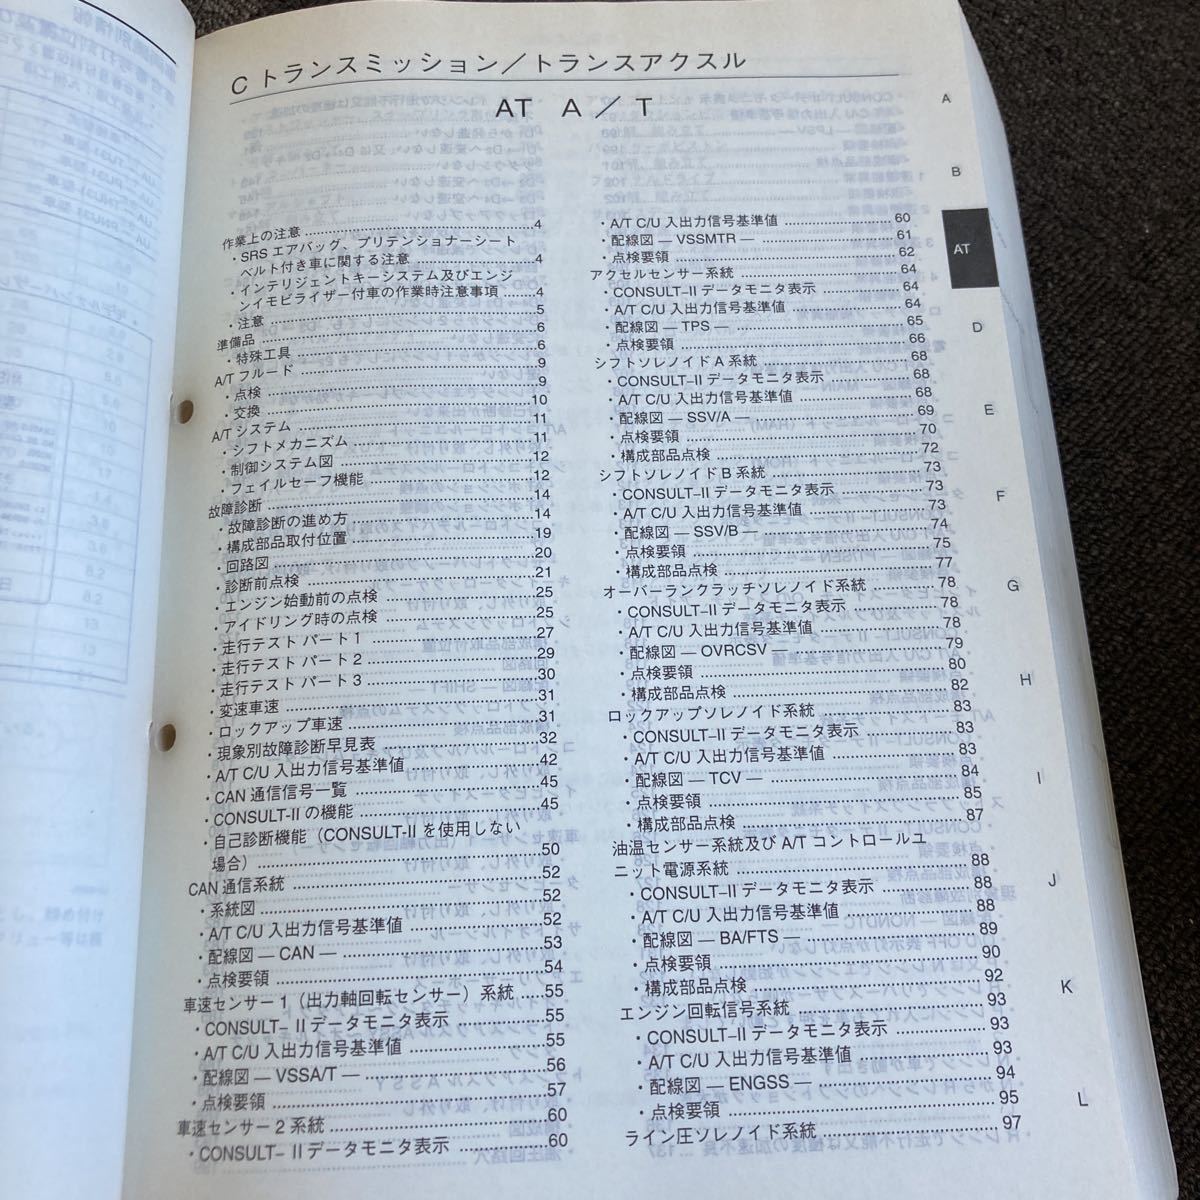 C トランスミッション／トランスアクスル
AT A／T
作業上の注意 ........ 4
・SRS エアバッグ、プリテンショナーシート
ベルト付き車に関する注意 ........ 4
・インテリジェントキーシステム及びエンジ
ンイモビライザー付車の作業時注意事項 ........ 4
・注意 ........ 5
準備品 ........ 6
・特殊工具 ........ 6
A/T フルード ........ 9
・点検 ........ 9
・交換 ........ 10
A/T システム ........ 11
・シフトメカニズム ........ 11
・制御システム図 ........ 12
・フェイルセーフ機能 ........ 12
故障診断 ........ 14
・故障診断の進め方 ........ 14
・構成部品取付位置 ........ 19
・回路図 ........ 20
・診断前点検 ........ 21
・エンジン始動前の点検 ........ 25
・アイドリング時の点検 ........ 25
・走行テスト パート 1 ........ 27
・走行テスト パート 2 ........ 29
・走行テスト パート 3 ........ 30
・変速車速 ........ 31
・ロックアップ車速 ........ 31
・現象別故障診断早見表 ........ 32
・A/T C/U 入出力信号基準値 ........ 42
・CAN 通信信号一覧 ........ 45
・CONSULT-II の機能 ........ 45
・自己診断機能（CONSULT-II を使用しない
場合） ........ 50
CAN 通信系統 ........ 52
・系統図 ........ 52
・A/T C/U 入出力信号基準値 ........ 52
・配線図 ― CAN ― ........ 53
・点検要領 ........ 54
車速センサー 1（出力軸回転センサー）系統 .... 55
・CONSULT– II データモニタ表示 ........ 55
・A/T C/U 入出力信号基準値 ........ 55
・配線図 ― VSSA/T ― ........ 56
・点検要領 ........ 57
車速センサー 2 系統 ........ 60
・CONSULT– II データモニタ表示 ........ 60
・A/T C/U 入出力信号基準値 ........ 60
・配線図 ― VSSMTR ― ........ 61
・点検要領 ........ 62
アクセルセンサー系統 ........ 64
・CONSULT–II データモニタ表示 ........ 64
・A/T C/U 入出力信号基準値 ........ 64
・配線図 ― TPS ― ........ 65
・点検要領 ........ 66
シフトソレノイド A 系統 ........ 68
・CONSULT–II データモニタ表示 ........ 68
・A/T C/U 入出力信号基準値 ........ 68
・配線図 ― SSV/A ― ........ 69
・点検要領 ........ 70
・構成部品点検 ........ 72
シフトソレノイド B 系統 ........ 73
・CONSULT–II データモニタ表示 ........ 73
・A/T C/U 入出力信号基準値 ........ 73
・配線図 ― SSV/B ― ........ 74
・点検要領 ........ 75
・構成部品点検 ........ 77
オーバーランクラッチソレノイド系統 ........ 78
・CONSULT–II データモニタ表示 ........ 78
・A/T C/U 入出力信号基準値 ........ 78
・配線図 ― OVRCSV ― ........ 79
・点検要領 ........ 80
・構成部品点検 ........ 82
ロックアップソレノイド系統 ........ 83
・CONSULT–II データモニタ表示 ........ 83
・A/T C/U 入出力信号基準値 ........ 83
・配線図 ― TCV ― ........ 84
・点検要領 ........ 85
・構成部品点検 ........ 87
油温センサー系統及び A/T コントロールユ
ニット電源系統 ........ 88
・CONSULT–II データモニタ表示 ........ 88
・A/T C/U 入出力信号基準値 ........ 88
・配線図 ― BA/FTS ― ........ 89
・点検要領 ........ 90
・構成部品点検 ........ 92
エンジン回転信号系統 ........ 93
・CONSULT–II データモニタ表示 ........ 93
・A/T C/U 入出力信号基準値 ........ 93
・配線図 ― ENGSS ― ........ 94
・点検要領 ........ 95
ライン圧ソレノイド系統 ........ 97
A
B
AT
D
E
F
G
H
I
J
K
L